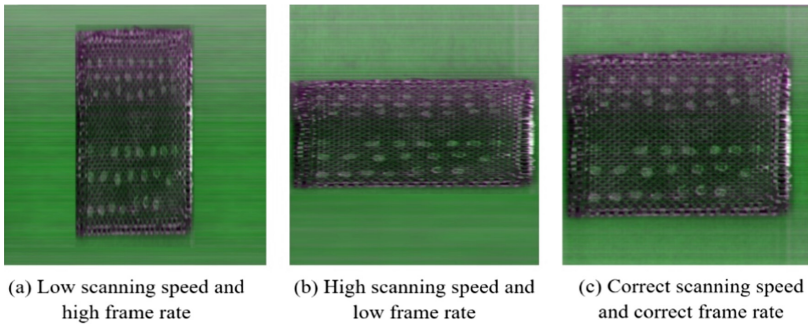 (a) Low scanning speed and
high frame rate
(b) High scanning speed and
low frame rate
(c) Correct scanning speed
and correct frame rate